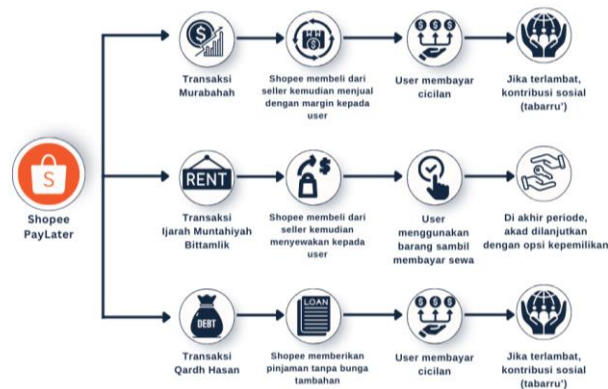 Transaksi
Murabahah
Shopee membeli dari
seller kemudian menjual
dengan margin kepada
user
User membayar
cicilan
Jika terlambat,
kontribusi sosial
(tabarru')
S
Shopee
PayLater
RENT
Transaksi
Ijarah Muntahiyah
Bittamlik
Shopee membeli dari
seller kemudian
menyewakan kepada
user
User
menggunakan
barang sambil
membayar sewa
Di akhir periode,
akad dilanjutkan
dengan opsi kepemilikan
DEBT
Transaksi
Qardh Hasan
LOAN
Shopee memberikan
pinjaman tanpa bunga
tambahan
User membayar
cicilan
Jika terlambat,
kontribusi sosial
(tabarru')